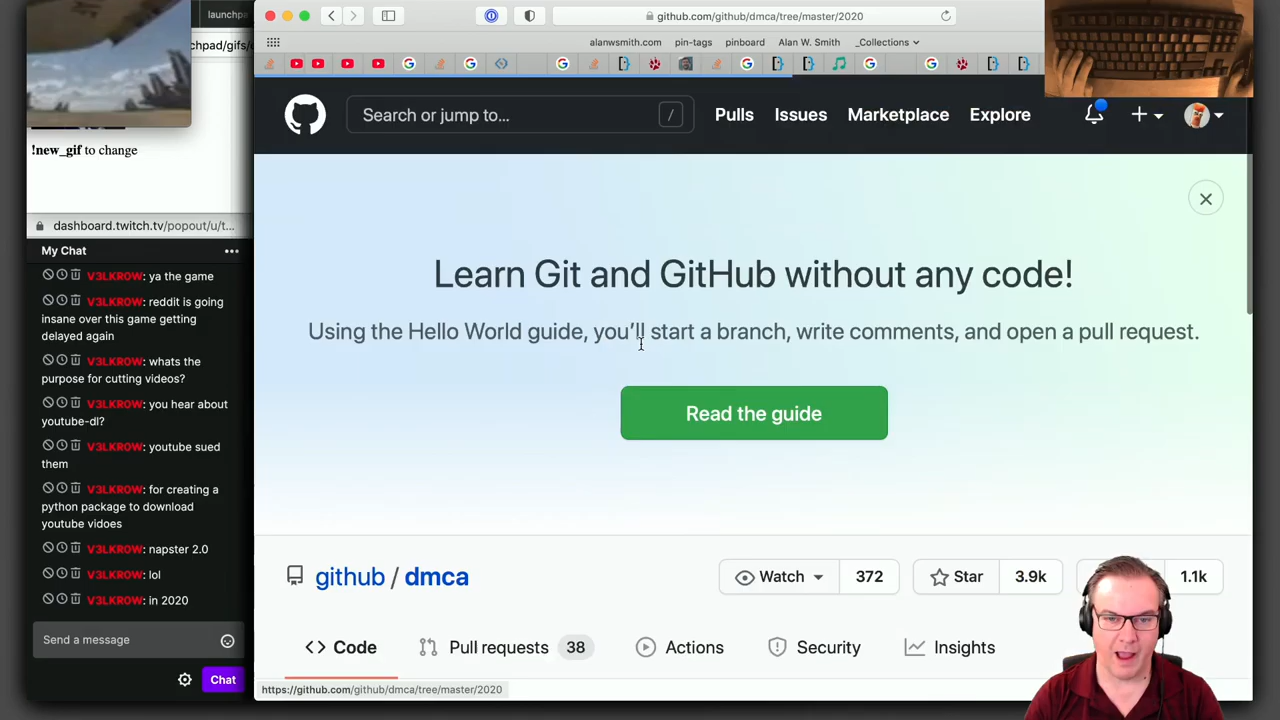 launchpa
chpad/gifs/
!new_gif to change
dashboard.twitch.tv/popout/u/t...
My Chat
V3LKROW: ya the game
V3LKROW: reddit is going
insane over this game getting
delayed again
V3LKROW: whats the
purpose for cutting videos?
V3LKROW: you hear about
youtube-dl?
V3LKROW: youtube sued
them
V3LKROW: for creating a
python package to download
youtube vidoes
V3LKROW: napster 2.0
V3LKROW: lol
V3LKROW: in 2020
Send a message
Chat
github.com/github/dmca/tree/master/2020
alanwsmith.com pin-tags pinboard Alan W. Smith _Collections
Search or jump to... /
Pulls Issues Marketplace Explore
Learn Git and GitHub without any code!
Using the Hello World guide, you’ll start a branch, write comments, and open a pull request.
Read the guide
github / dmca
Watch 372 Star 3.9k 1.1k
Code Pull requests 38 Actions Security Insights
https://github.com/github/dmca/tree/master/2020